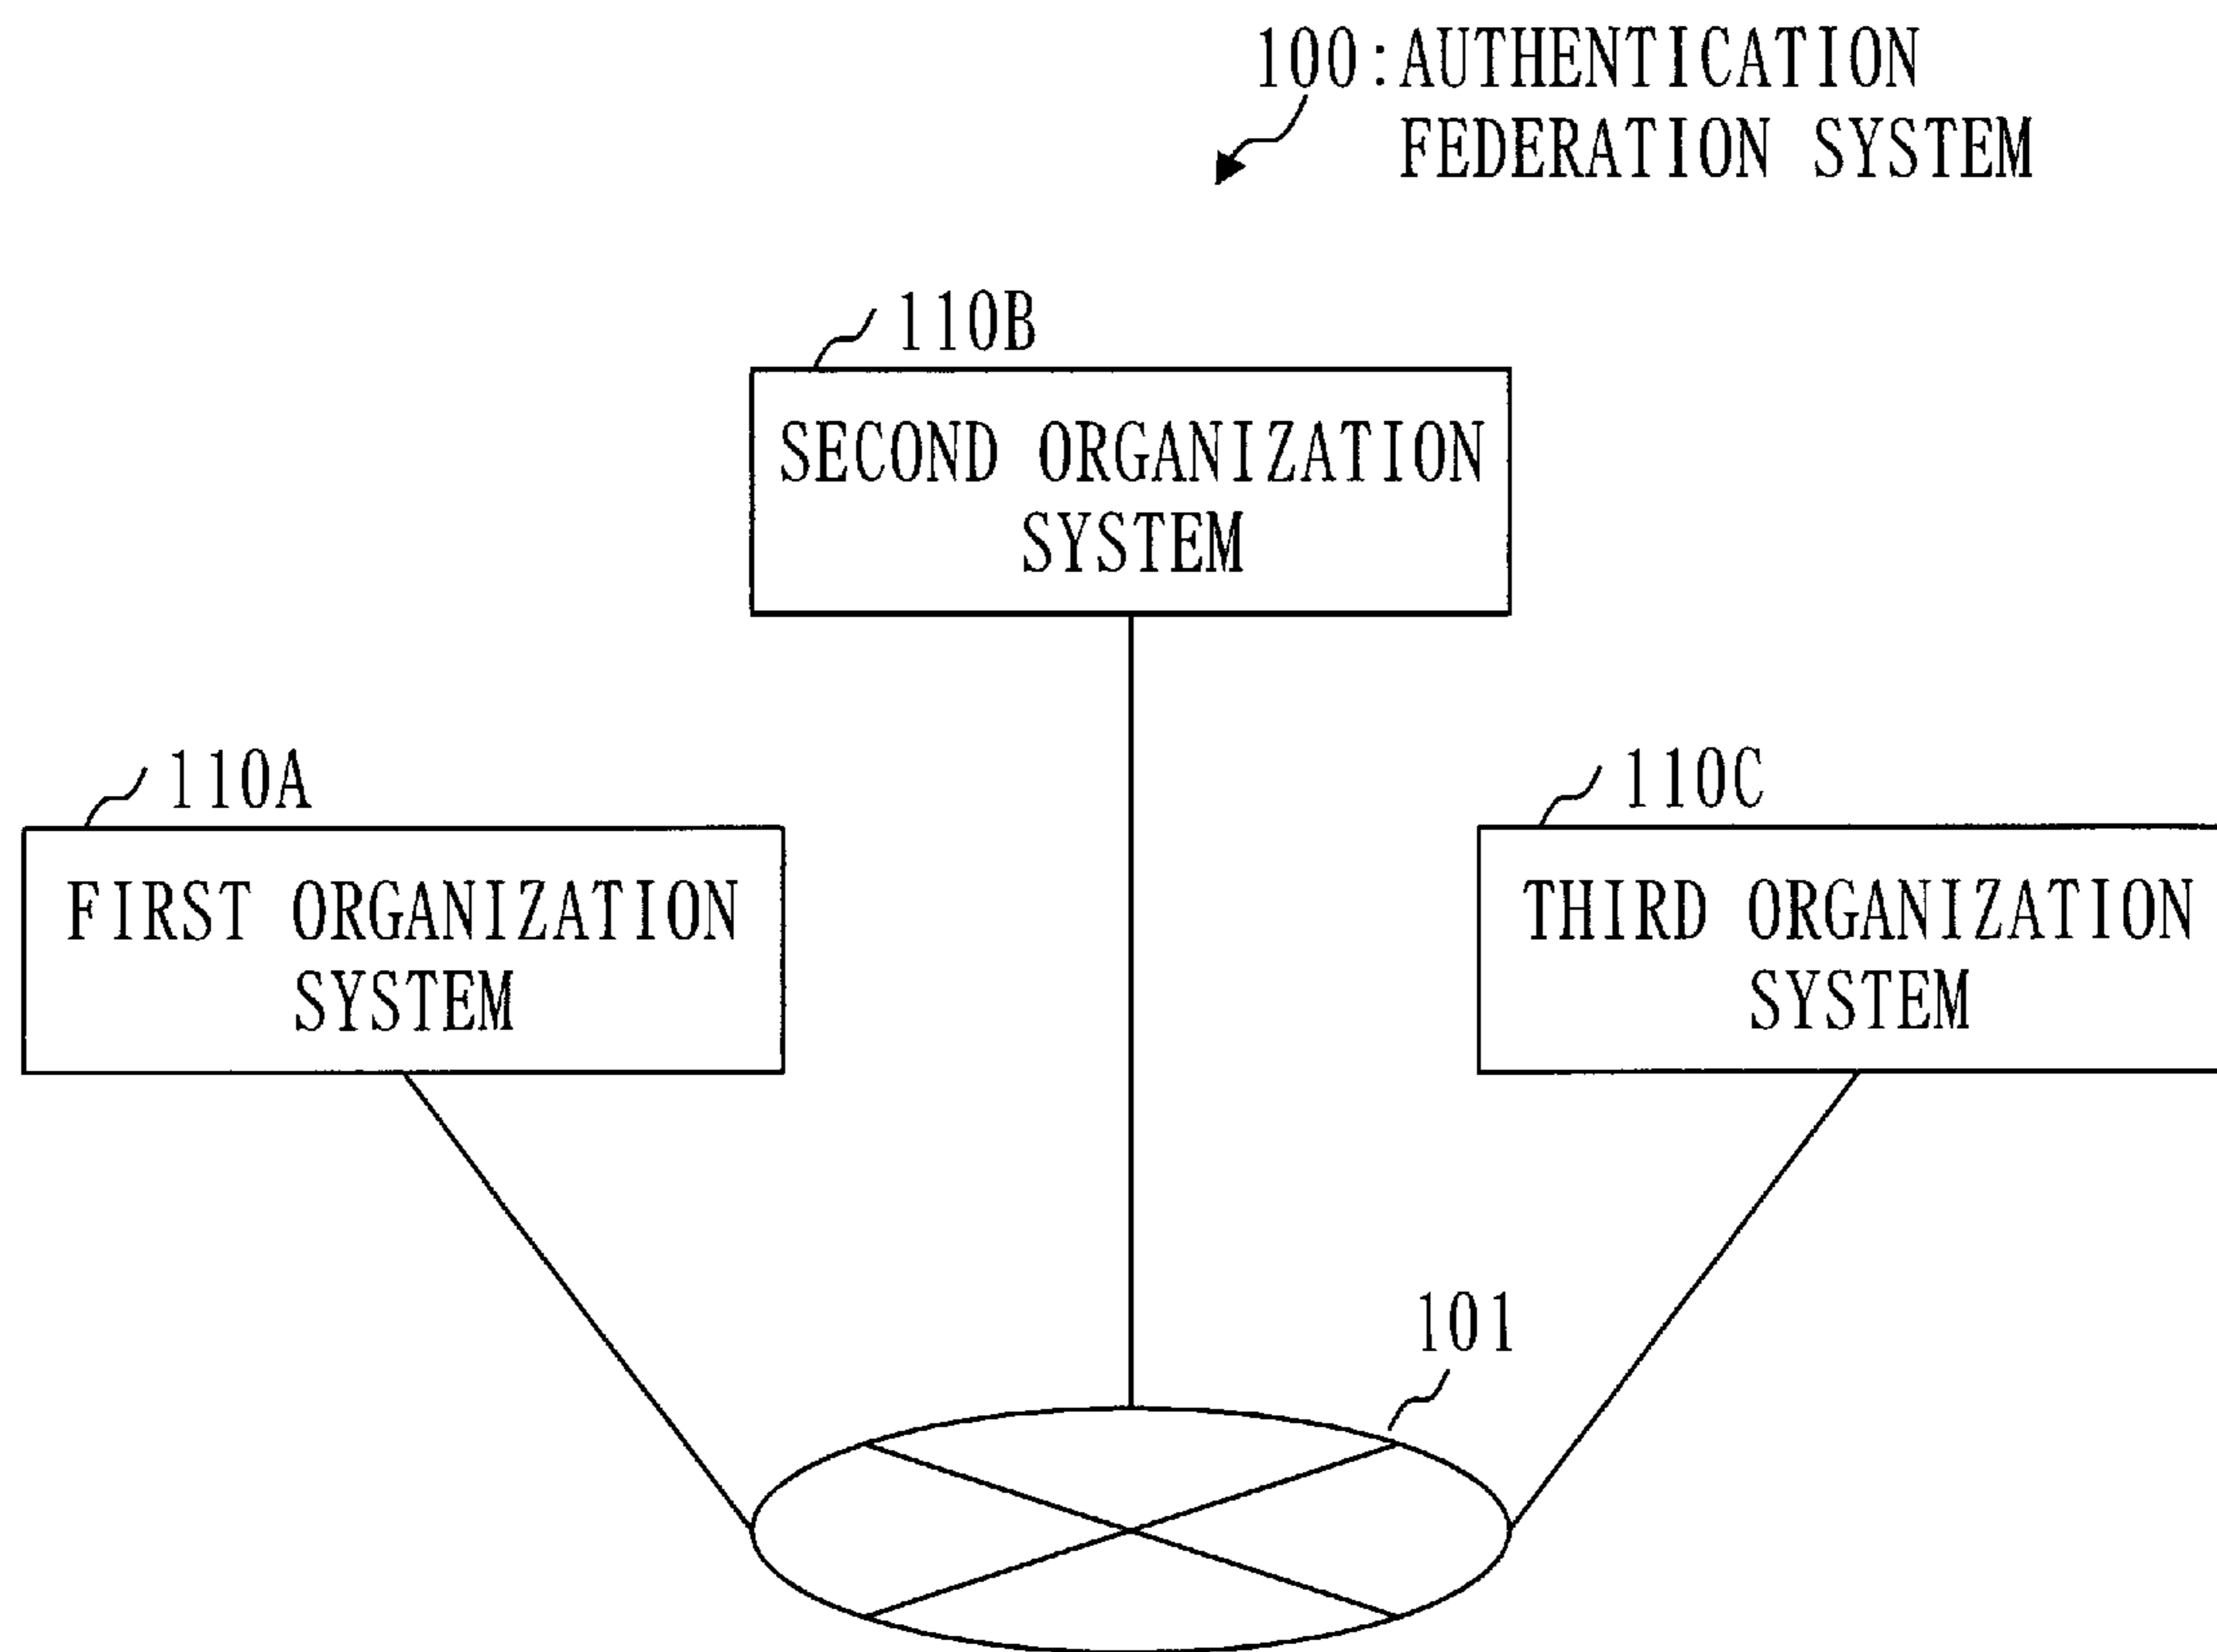 100:AUTHENTICATION
FEDERATION SYSTEM
110B
SECOND ORGANIZATION
SYSTEM
110A
FIRST ORGANIZATION
SYSTEM
110C
THIRD ORGANIZATION
SYSTEM
101